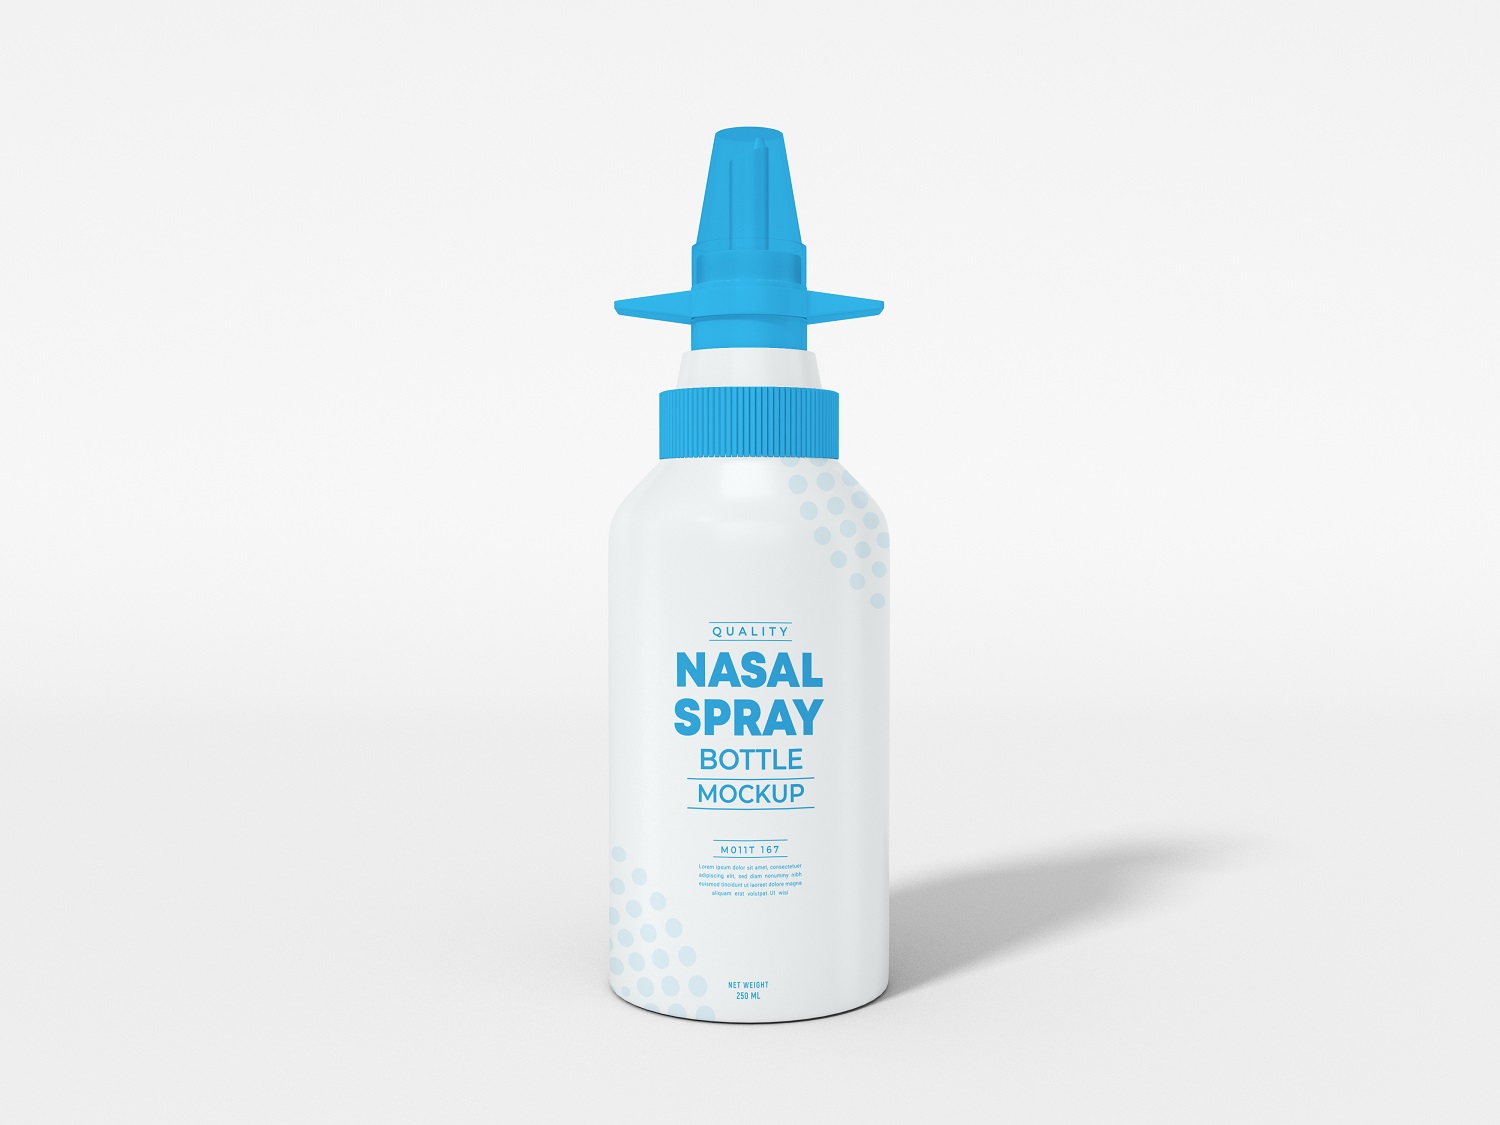 QUALITY
NASAL
SPRAY
BOTTLE
MOCKUP
M011T 167
Lorem ipsum dolor sit amet, consectetuer
adipiscing elit, sed diam nonummy nibh
euismod tincidunt ut laoreet dolore magna
aliquam erat volutpat. Ut wisi
NET WEIGHT
250 ML